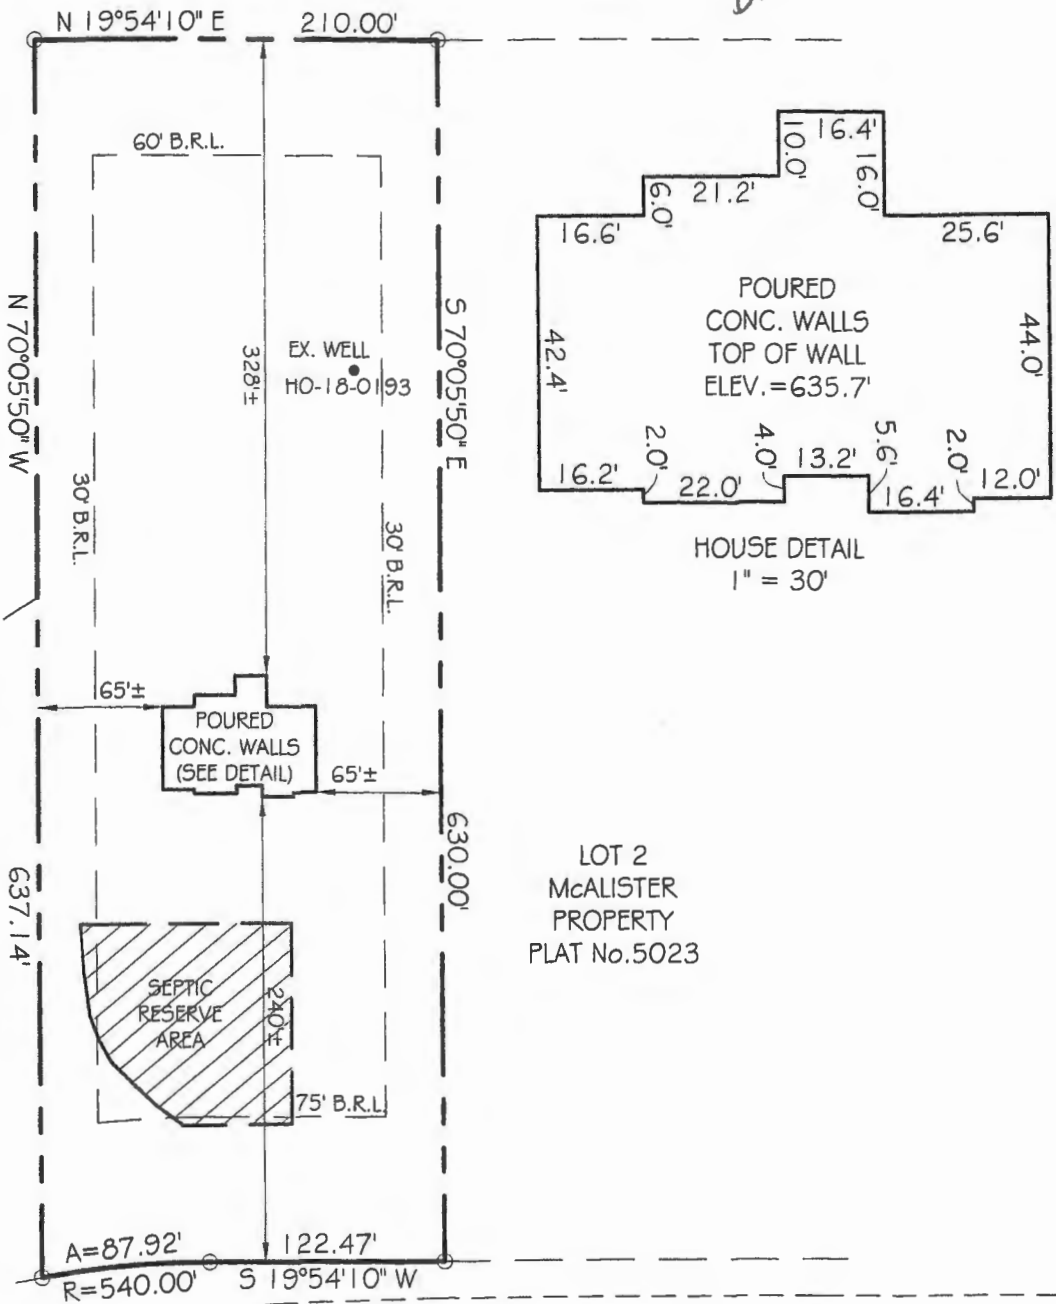 N 19°54'10" E 210.00'
60' B.R.L.
N 70°05'50" W
S 70°05'50" E
328'±
EX. WELL
HO-18-0193
30' B.R.L.
30' B.R.L.
65'±
POURED
CONC. WALLS
(SEE DETAIL)
65'±
637.14'
630.00'
SEPTIC
RESERVE
AREA
240'±
75' B.R.L.
A=87.92' 122.47'
R=540.00' S 19°54'10" W
16.4'
10.0'
16.0'
21.2'
6.0'
16.6'
25.6'
POURED
CONC. WALLS
TOP OF WALL
ELEV.=635.7'
42.4'
44.0'
16.2'
2.0'
22.0'
4.0'
13.2'
5.6'
16.4'
2.0'
12.0'
HOUSE DETAIL
1" = 30'
LOT 2
McALISTER
PROPERTY
PLAT No.5023